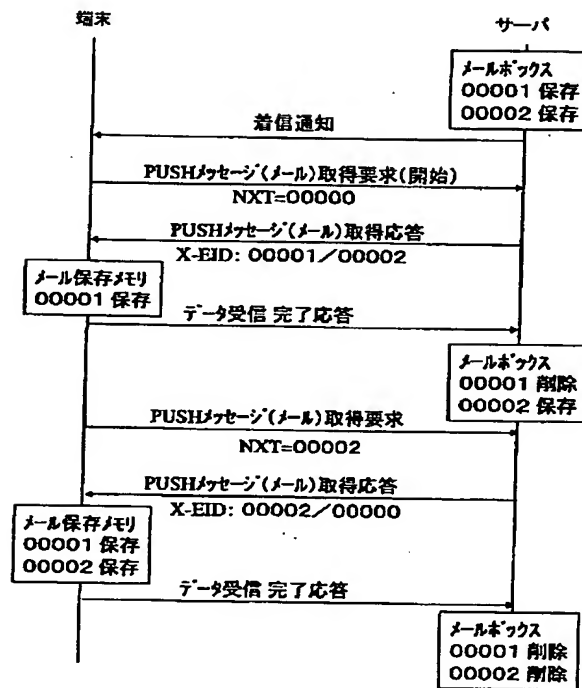 端末
サーバ
メールボックス
00001 保存
00002 保存
着信通知
PUSHメッセージ(メール)取得要求(開始)
NXT=00000
PUSHメッセージ(メール)取得応答
X-EID: 00001/00002
メール保存メモリ
00001 保存
データ受信 完了応答
メールボックス
00001 削除
00002 保存
PUSHメッセージ(メール)取得要求
NXT=00002
PUSHメッセージ(メール)取得応答
X-EID: 00002/00000
メール保存メモリ
00001 保存
00002 保存
データ受信 完了応答
メールボックス
00001 削除
00002 削除